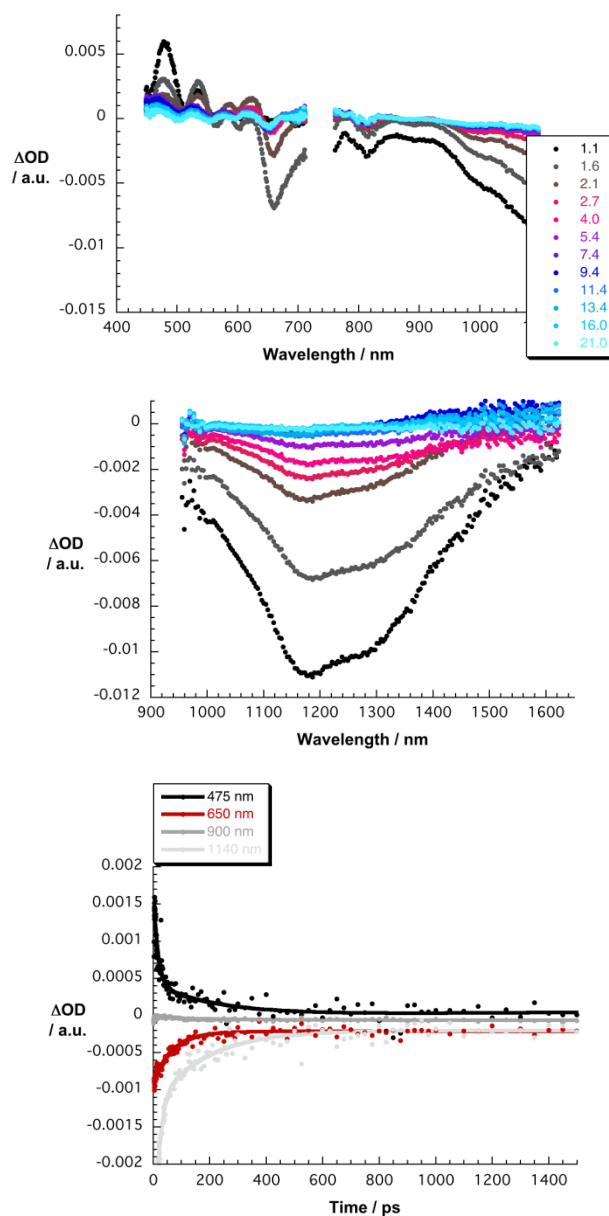 0.005
0
-0.005
-0.01
-0.015
ΔOD
/ a.u.
400 500 600 700 800 900 1000
Wavelength / nm
1.1
1.6
2.1
2.7
4.0
5.4
7.4
9.4
11.4
13.4
16.0
21.0
0
-0.002
-0.004
-0.006
-0.008
-0.01
-0.012
ΔOD
/ a.u.
900 1000 1100 1200 1300 1400 1500 1600
Wavelength / nm
475 nm
650 nm
900 nm
1140 nm
0.002
0.0015
0.001
0.0005
0
-0.0005
-0.001
-0.0015
-0.002
ΔOD
/ a.u.
0 200 400 600 800 1000 1200 1400
Time / ps